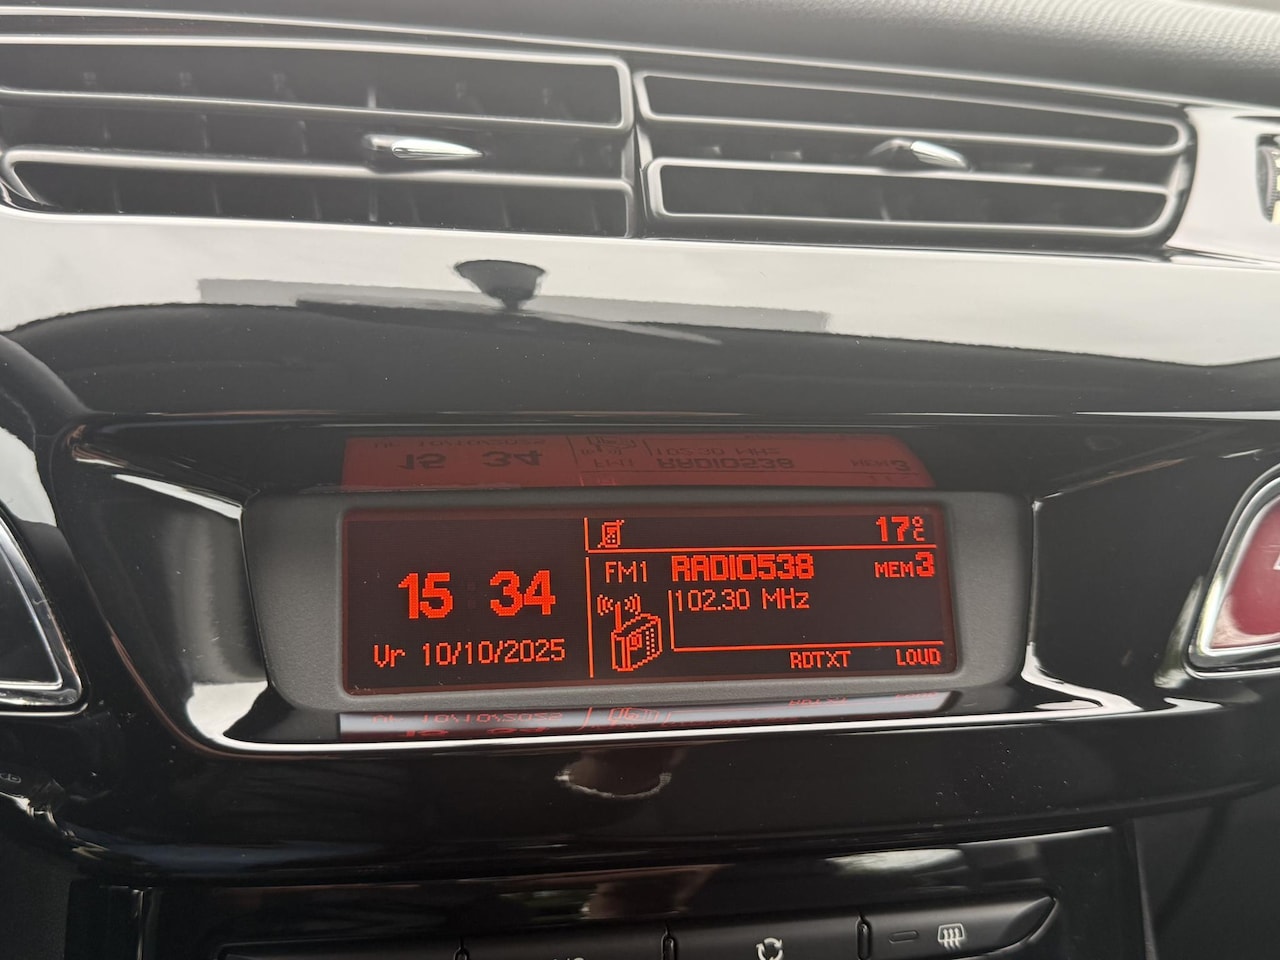 15 34
Vr 10/10/2025
17°C
FM1 RADIO538 MEM3
102.30 MHz
RDTXT LOUD